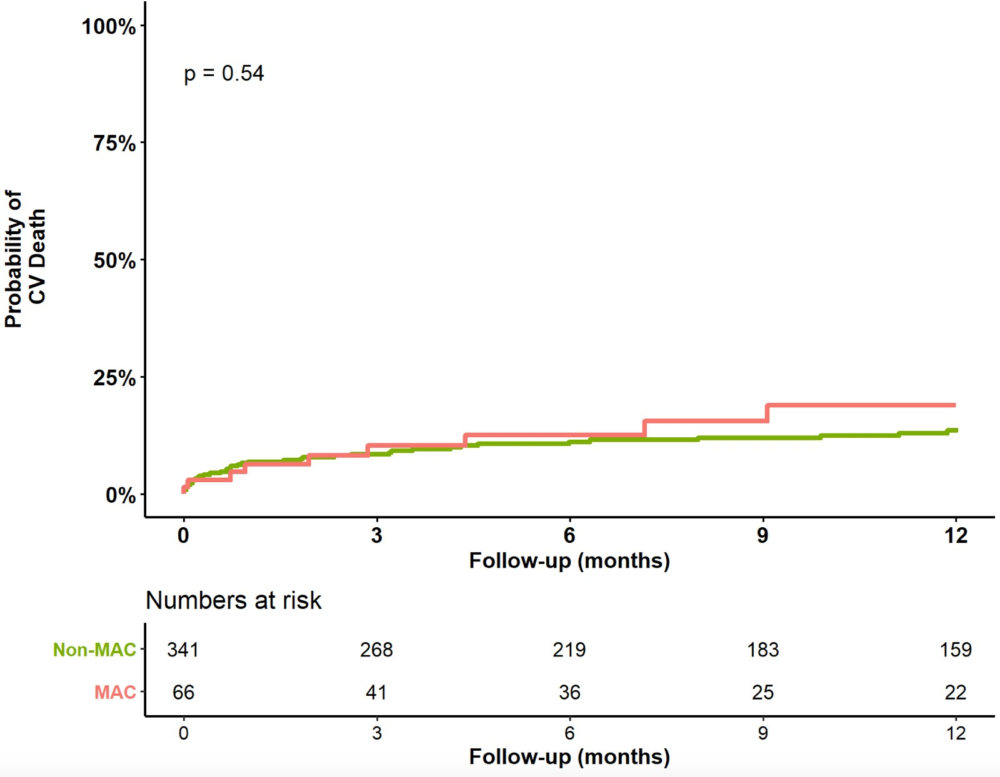 100%
p = 0.54
75%
Probability of
CV Death
50%
25%
0%
0 3 6 9 12
Follow-up (months)
Numbers at risk
Non-MAC 341 268 219 183 159
MAC 66 41 36 25 22
0 3 6 9 12
Follow-up (months)